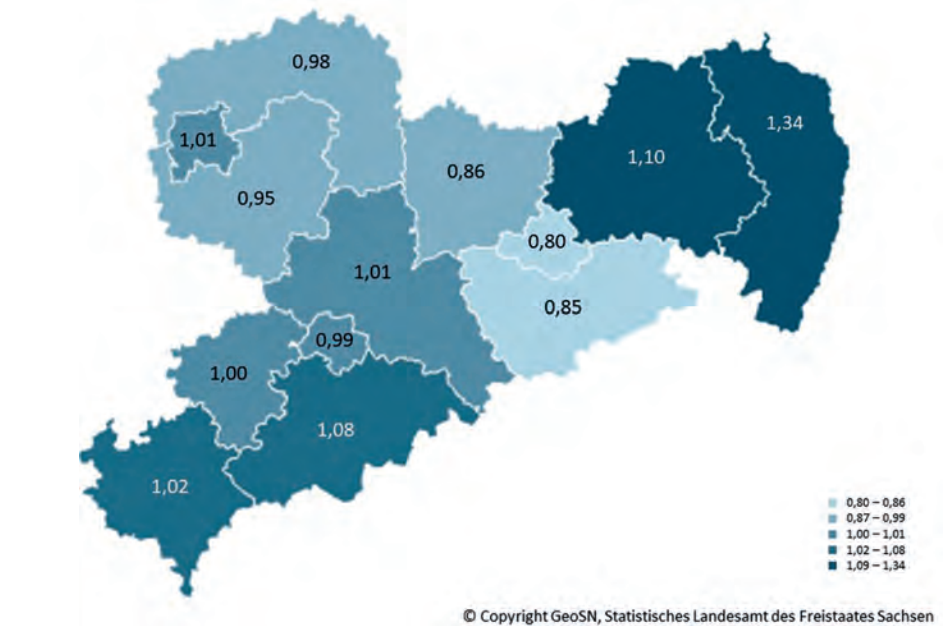 0,98
1,34
1,01
1,10
0,86
0,95
0,80
1,01
0,85
0,99
1,00
1,08
1,02
0,80 – 0,86
0,87 – 0,99
1,00 – 1,01
1,02 – 1,08
1,09 – 1,34
© Copyright GeoSN, Statistisches Landesamt des Freistaates Sachsen